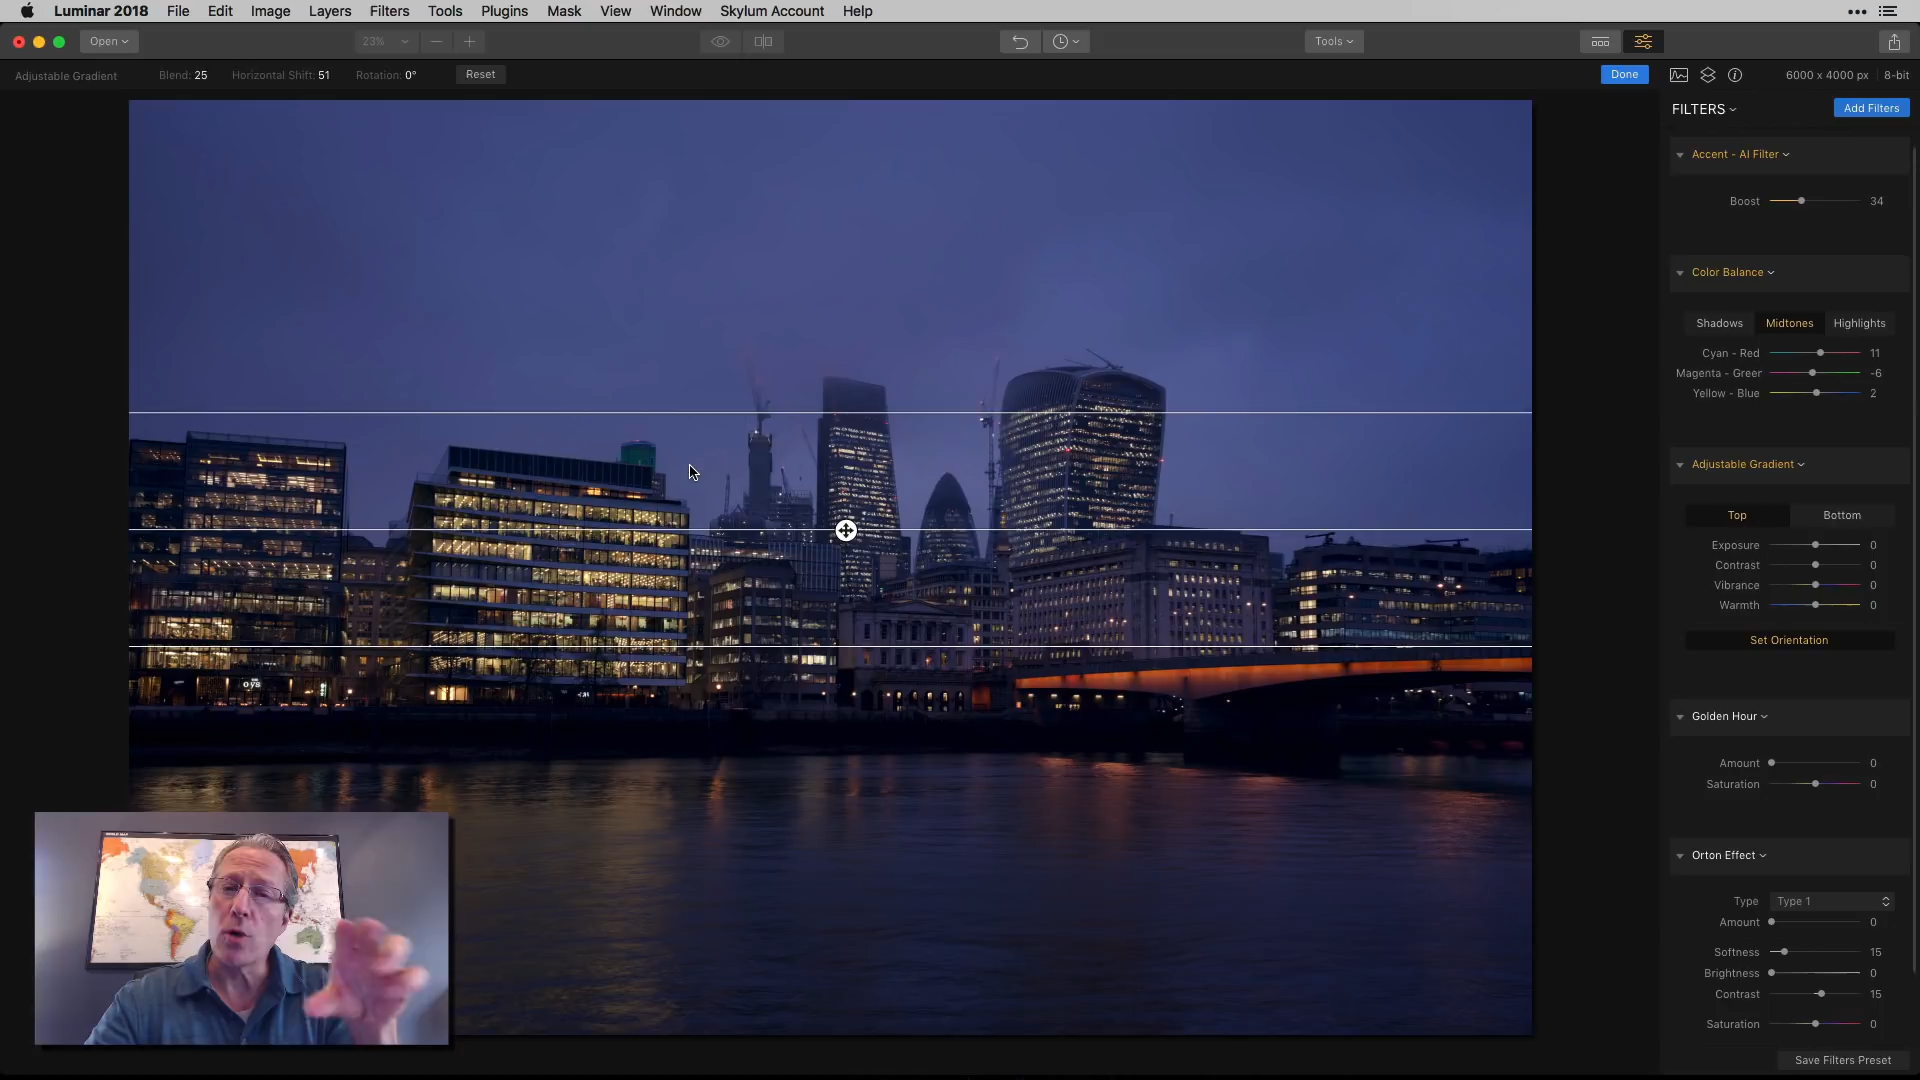 Luminar 2018 File Edit Image Layers Filters Tools Plugins Mask View Window Skylum Account Help
Open 23% Tools
Adjustable Gradient Blend: 25 Horizontal Shift: 51 Rotation: 0° Reset Done 6000 x 4000 px 8-bit
FILTERS Add Filters
Accent - AI Filter
Boost 34
Color Balance
Shadows Midtones Highlights
Cyan - Red 11
Magenta - Greer -6
Yellow - Blue 2
Adjustable Gradient
Top Bottom
Exposure 0
Contrast 0
Vibrance 0
Warmth 0
Set Orientation
Golden Hour
Amount 0
Saturation 0
Orton Effect
Type Type 1
Amount 0
Softness 15
Brightness 0
Contrast 15
Saturation 0
Save Filters Preset